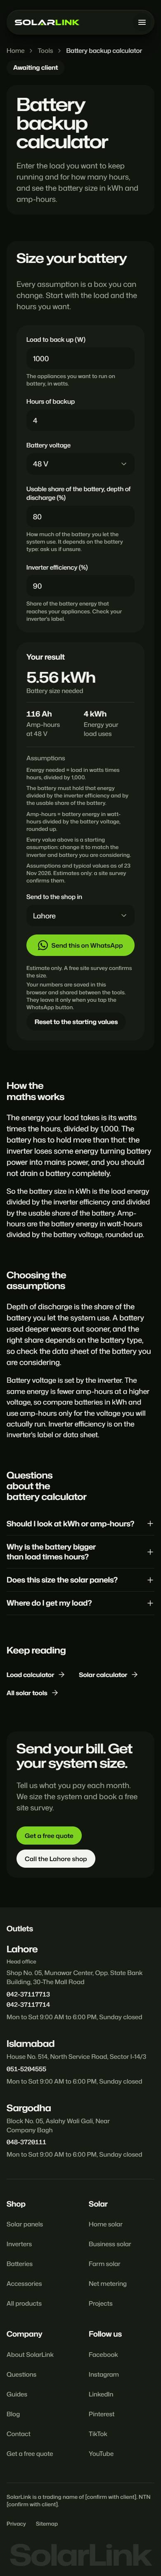 SOLARLINK
Home > Tools > Battery backup calculator
Awaiting client
Battery
backup
calculator
Enter the load you want to keep
running and for how many hours,
and see the battery size in kWh and
amp-hours.
Size your battery
Every assumption is a box you can
change. Start with the load and the
hours you want.
Load to back up (W)
1000
The appliances you want to run on
battery, in watts.
Hours of backup
4
Battery voltage
48 V
Usable share of the battery, depth of
discharge (%)
80
How much of the battery you let the
system use. It depends on the battery
type: ask us if unsure.
Inverter efficiency (%)
90
Share of the battery energy that
reaches your appliances. Check your
inverter's label.
Your result
5.56 kWh
Battery size needed
116 Ah
Amp-hours
at 48 V
4 kWh
Energy your
load uses
Assumptions
Energy needed = load in watts times
hours, divided by 1,000.
The battery must hold that energy
divided by the inverter efficiency and by
the usable share of the battery.
Amp-hours = battery energy in watt-
hours divided by the battery voltage,
rounded up.
Every value above is a starting
assumption: change it to match the
inverter and battery you are considering.
Assumptions and typical values as of 23
Nov 2026. Estimates only: a site survey
confirms them.
Send to the shop in
Lahore
Send this on WhatsApp
Estimate only. A free site survey confirms
the size.
Your numbers are saved in this
browser and shared between the tools.
They leave it only when you tap the
WhatsApp button.
Reset to the starting values
How the
maths works
The energy your load takes is its watts
times the hours, divided by 1,000. The
battery has to hold more than that: the
inverter loses some energy turning battery
power into mains power, and you should
not drain a battery completely.
So the battery size in kWh is the load energy
divided by the inverter efficiency and divided
by the usable share of the battery. Amp-
hours are the battery energy in watt-hours
divided by the battery voltage, rounded up.
Choosing the
assumptions
Depth of discharge is the share of the
battery you let the system use. A battery
used deeper wears out sooner, and the
share to allow depends on the battery type,
so check the data sheet of the battery you
are considering.
Battery voltage is set by the inverter. The
same energy is fewer amp-hours at a higher
voltage, so compare batteries in kWh and
use amp-hours only for the voltage you will
actually run. Inverter efficiency is on the
inverter's label or data sheet.
Questions
about the
battery calculator
Should I look at kWh or amp-hours?
Why is the battery bigger
than load times hours?
Does this size the solar panels?
Where do I get my load?
Keep reading
Load calculator
Solar calculator
All solar tools
Send your bill. Get
your system size.
Tell us what you pay each month.
We size the system and book a free
site survey.
Get a free quote
Call the Lahore shop
Outlets
Lahore
Head office
Shop No. 05, Munawar Center, Opp. State Bank
Building, 30-The Mall Road
042-37117713
042-37117714
Mon to Sat 9:00 AM to 6:00 PM, Sunday closed
Islamabad
House No. 514, North Service Road, Sector I-14/3
051-5204555
Mon to Sat 9:00 AM to 6:00 PM, Sunday closed
Sargodha
Block No. 05, Aslahy Wali Gali, Near
Company Bagh
048-3720111
Mon to Sat 9:00 AM to 6:00 PM, Sunday closed
Shop
Solar panels
Inverters
Batteries
Accessories
All products
Solar
Home solar
Business solar
Farm solar
Net metering
Projects
Company
About SolarLink
Questions
Guides
Blog
Contact
Get a free quote
Follow us
Facebook
Instagram
LinkedIn
Pinterest
TikTok
YouTube
SolarLink is a trading name of [confirm with client]. NTN
[confirm with client].
Privacy
Sitemap
SolarLink